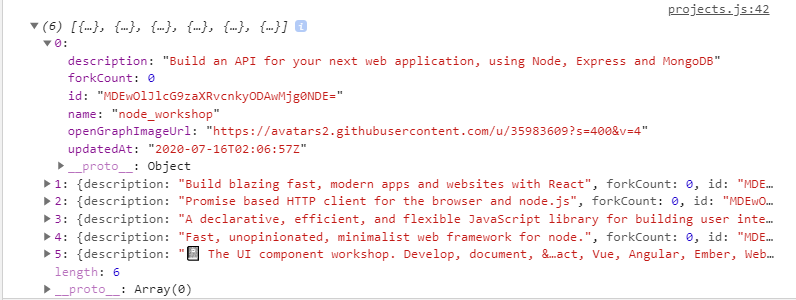 projects.js:42
(6) [{…}, {…}, {…}, {…}, {…}, {…}] i
0:
description: "Build an API for your next web application, using Node, Express and MongoDB"
forkCount: 0
id: "MDEwOlJlcG9zaXRvcnkyODAwMjg0NDE="
name: "node_workshop"
openGraphImageUrl: "https://avatars2.githubusercontent.com/u/35983609?s=400&v=4"
updatedAt: "2020-07-16T02:06:57Z"
__proto__: Object
1: {description: "Build blazing fast, modern apps and websites with React", forkCount: 0, id: "MDE…
2: {description: "Promise based HTTP client for the browser and node.js", forkCount: 0, id: "MDEwO…
3: {description: "A declarative, efficient, and flexible JavaScript library for building user inte…
4: {description: "Fast, unopinionated, minimalist web framework for node.", forkCount: 0, id: "MDE…
5: {description: "📓 The UI component workshop. Develop, document, &…act, Vue, Angular, Ember, Web…
length: 6
__proto__: Array(0)